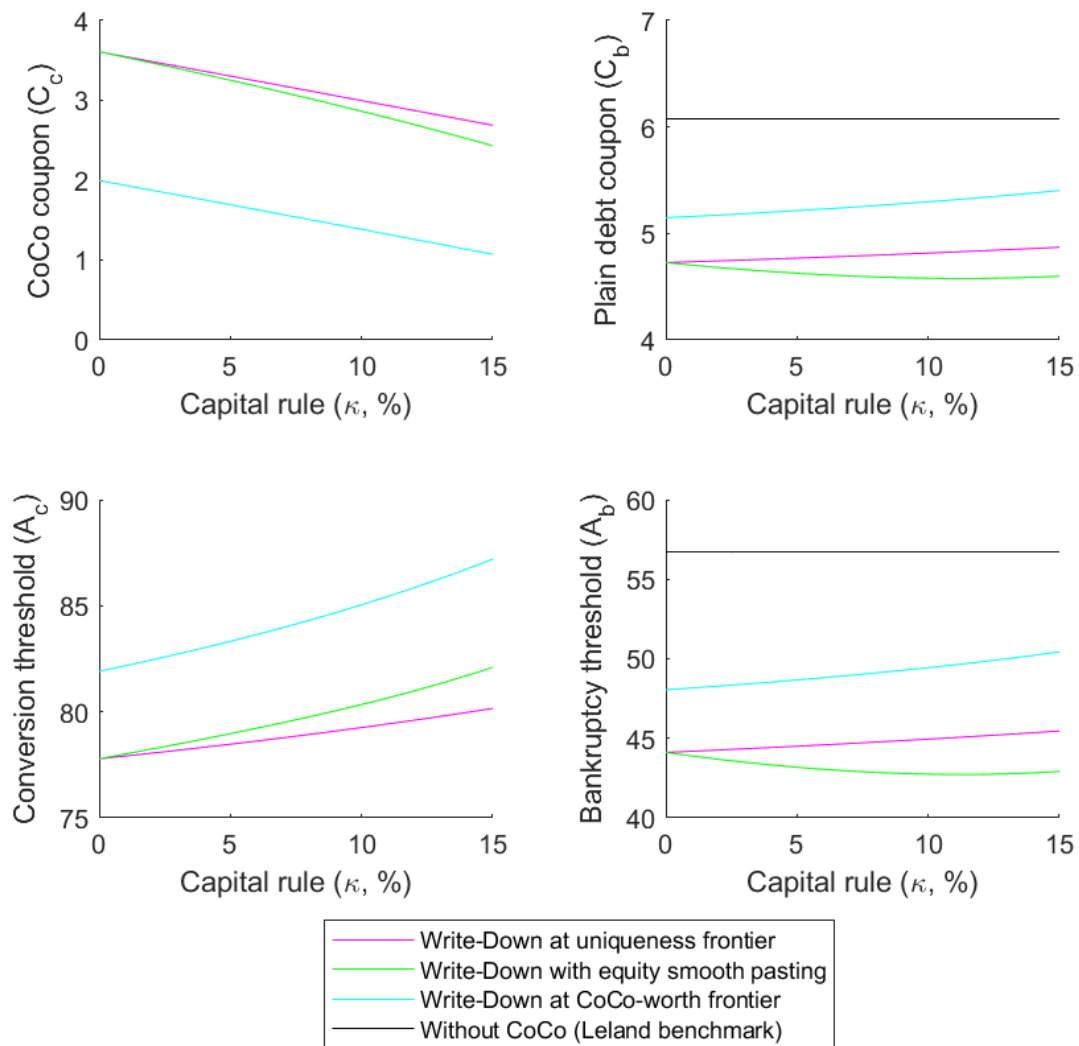 CoCo coupon (C_c)
4
3
2
1
0
0 5 10 15
Capital rule (κ, %)
Plain debt coupon (C_b)
7
6
5
4
0 5 10 15
Capital rule (κ, %)
Conversion threshold (A_c)
90
85
80
75
0 5 10 15
Capital rule (κ, %)
Bankruptcy threshold (A_b)
60
55
50
45
40
0 5 10 15
Capital rule (κ, %)
Write-Down at uniqueness frontier
Write-Down with equity smooth pasting
Write-Down at CoCo-worth frontier
Without CoCo (Leland benchmark)